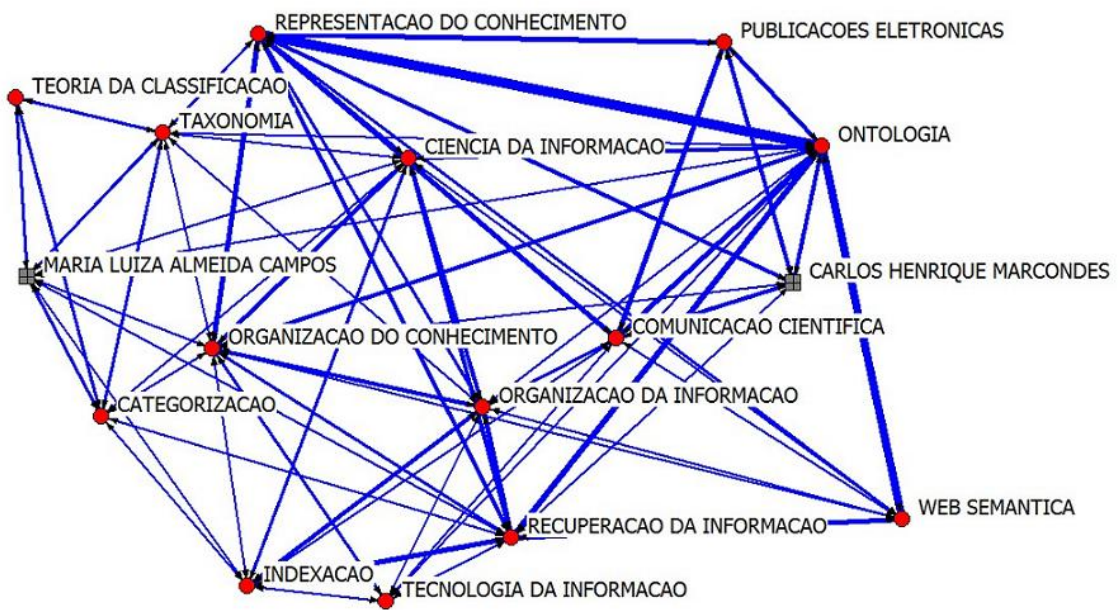 REPRESENTACAO DO CONHECIMENTO
PUBLICACOES ELETRONICAS
TEORIA DA CLASSIFICACAO
TAXONOMIA
ONTOLOGIA
CIENCIA DA INFORMACAO
MARIA LUIZA ALMEIDA CAMPOS
CARLOS HENRIQUE MARCONDES
COMUNICACAO CIENTIFICA
ORGANIZACAO DO CONHECIMENTO
ORGANIZACAO DA INFORMACAO
CATEGORIZACAO
WEB SEMANTICA
RECUPERACAO DA INFORMACAO
INDEXACAO
TECNOLOGIA DA INFORMACAO